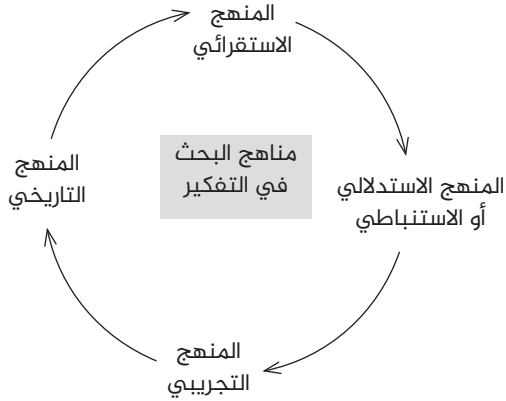 المنهج
الاستقرائي
مناهج البحث
في التفكير
المنهج الاستدلالي
أو الاستنباطي
المنهج
التاريخي
المنهج
التجريبي